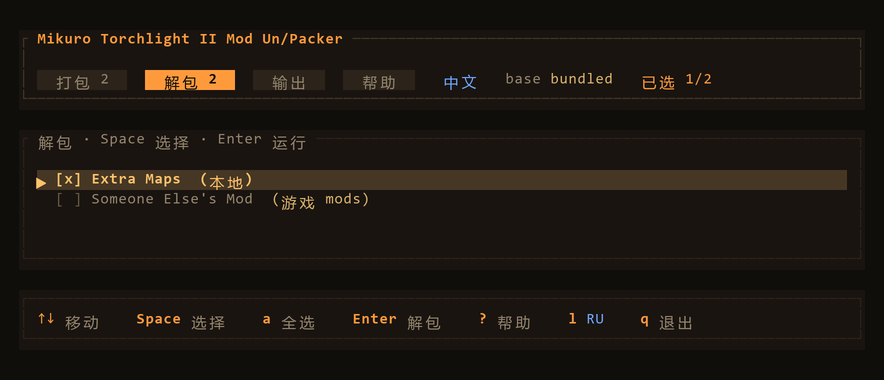 Mikuro Torchlight II Mod Un/Packer
打包 2 解包 2 输出 帮助 中文 base bundled 已选 1/2
解包 · Space 选择 · Enter 运行
▶ [x] Extra Maps (本地)
[ ] Someone Else's Mod (游戏 mods)
↑↓ 移动 Space 选择 a 全选 Enter 解包 ? 帮助 l RU q 退出